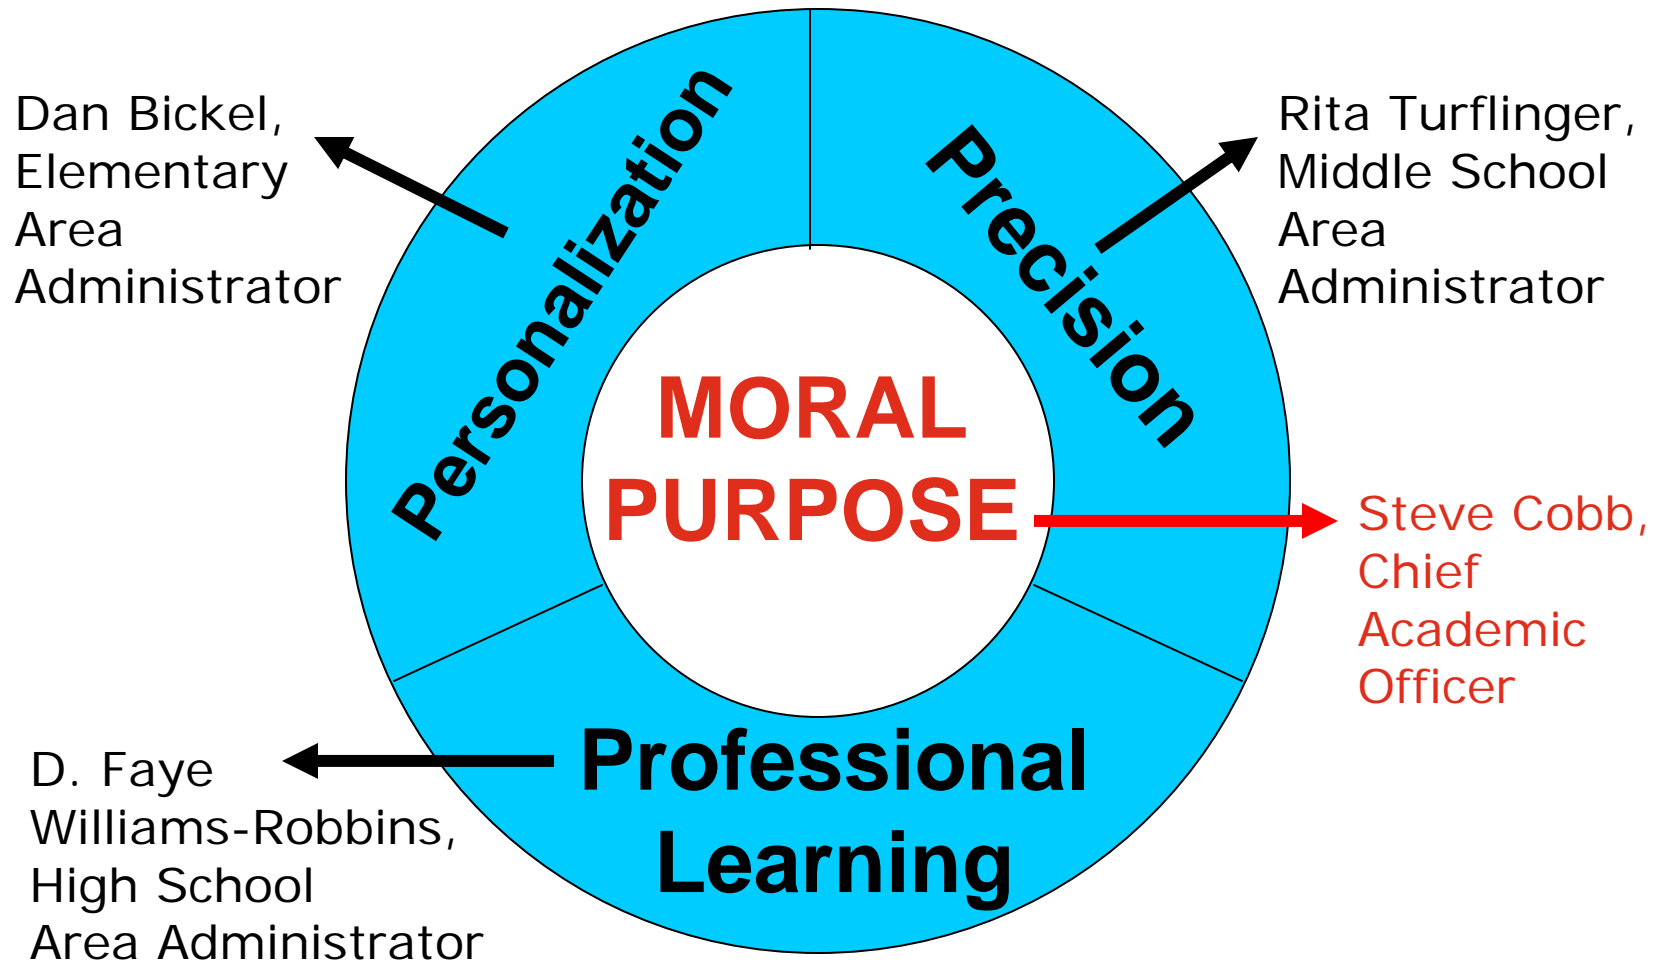 Dan Bickel,
Elementary
Area
Administrator
Personalization
Precision
Rita Turflinger,
Middle School
Area
Administrator
MORAL
PURPOSE
Steve Cobb,
Chief
Academic
Officer
D. Faye
Williams-Robbins,
High School
Area Administrator
Professional
Learning